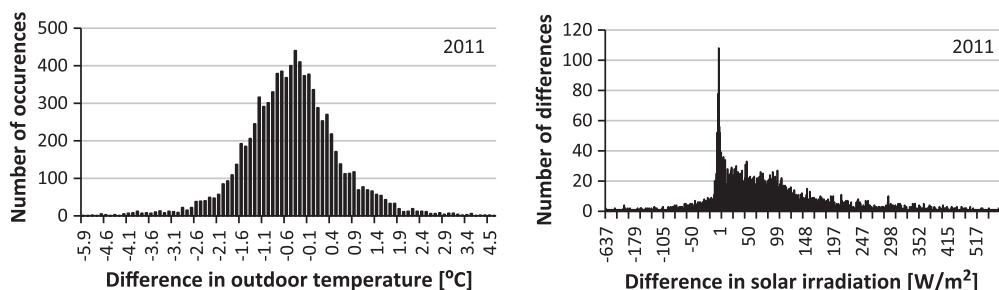 Number of occurences
500
400
300
200
100
0
2011
-5.9 -4.6 -4.1 -3.6 -3.1 -2.6 -2.1 -1.6 -1.1 -0.6 -0.1 0.4 0.9 1.4 1.9 2.4 2.9 3.4 4.5
Difference in outdoor temperature [ºC]
Number of differences
120
100
80
60
40
20
0
2011
-637 -179 -105 -50 1 50 99 148 197 247 298 352 415 517
Difference in solar irradiation [W/m²]